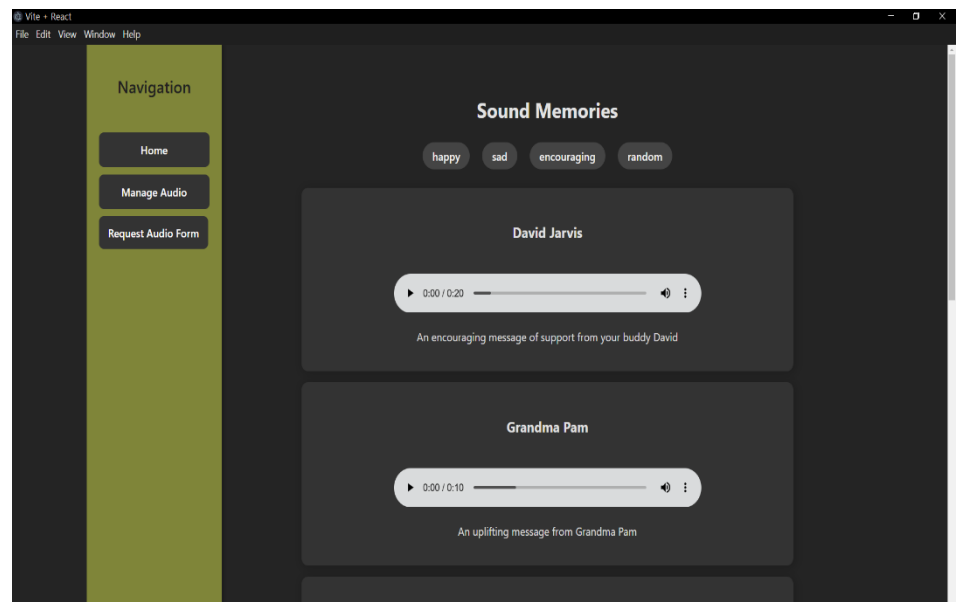 Vite + React
File Edit View Window Help
Navigation
Home
Manage Audio
Request Audio Form
Sound Memories
happy sad encouraging random
David Jarvis
0:00 / 0:20
An encouraging message of support from your buddy David
Grandma Pam
0:00 / 0:10
An uplifting message from Grandma Pam